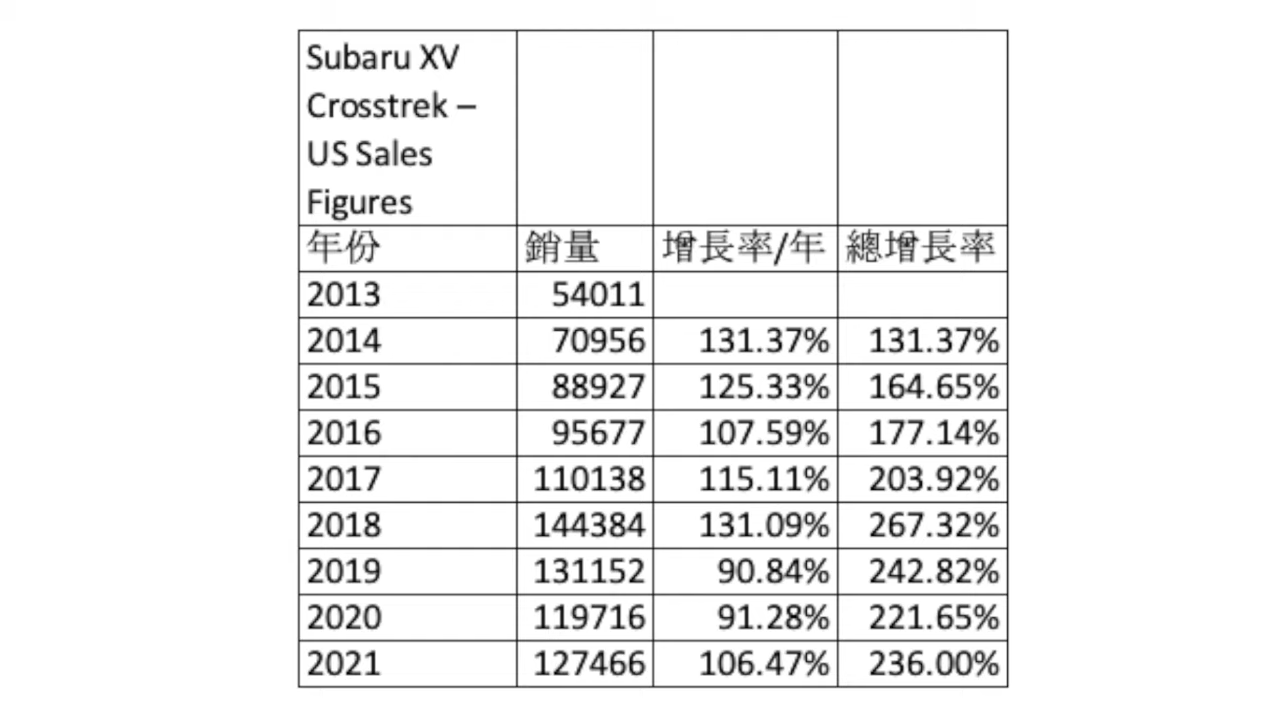 Subaru XV
Crosstrek –
US Sales
Figures
年份 銷量 增長率/年 總增長率
2013 54011
2014 70956 131.37% 131.37%
2015 88927 125.33% 164.65%
2016 95677 107.59% 177.14%
2017 110138 115.11% 203.92%
2018 144384 131.09% 267.32%
2019 131152 90.84% 242.82%
2020 119716 91.28% 221.65%
2021 127466 106.47% 236.00%